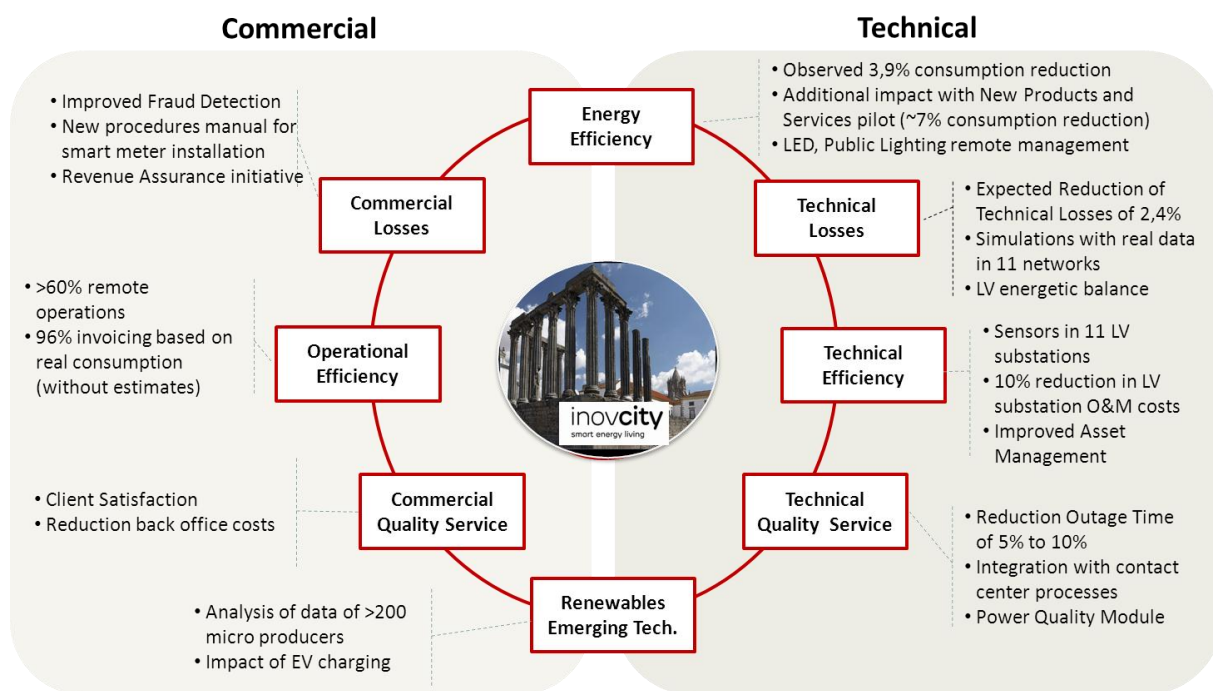 Commercial
Technical
• Improved Fraud Detection
• New procedures manual for
smart meter installation
• Revenue Assurance initiative
Energy
Efficiency
• Observed 3,9% consumption reduction
• Additional impact with New Products and
Services pilot (~7% consumption reduction)
• LED, Public Lighting remote management
Commercial
Losses
Technical
Losses
• Expected Reduction of
Technical Losses of 2,4%
• Simulations with real data
in 11 networks
• LV energetic balance
• >60% remote
operations
• 96% invoicing based on
real consumption
(without estimates)
Operational
Efficiency
inovcity
smart energy living
Technical
Efficiency
• Sensors in 11 LV
substations
• 10% reduction in LV
substation O&M costs
• Improved Asset
Management
• Client Satisfaction
• Reduction back office costs
Commercial
Quality Service
Technical
Quality Service
• Reduction Outage Time
of 5% to 10%
• Integration with contact
center processes
• Power Quality Module
• Analysis of data of >200
micro producers
• Impact of EV charging
Renewables
Emerging Tech.